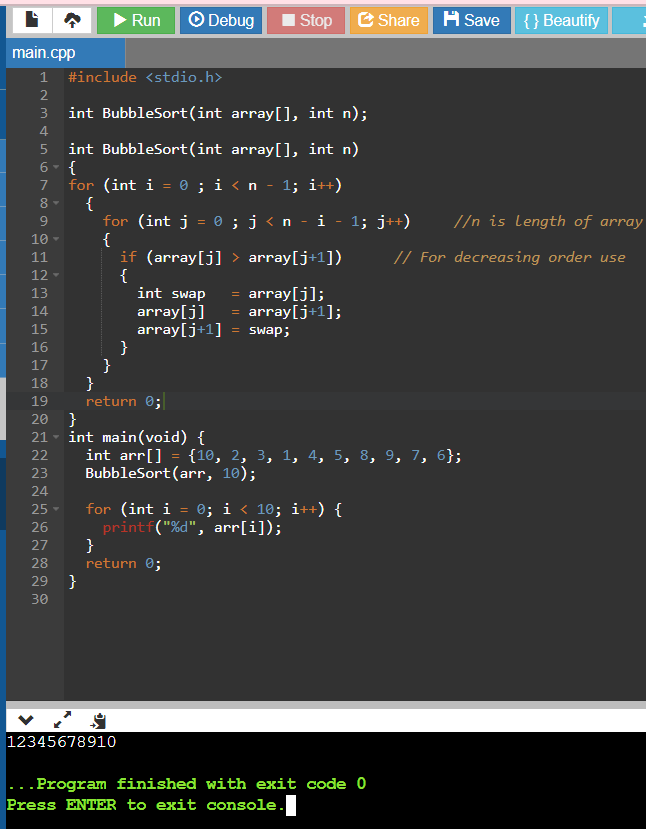 Run Debug Stop Share Save {} Beautify
main.cpp
1 #include <stdio.h>
2
3 int BubbleSort(int array[], int n);
4
5 int BubbleSort(int array[], int n)
6 {
7 for (int i = 0 ; i < n - 1; i++)
8   {
9     for (int j = 0 ; j < n - i - 1; j++)     //n is length of array
10     {
11       if (array[j] > array[j+1])      // For decreasing order use
12       {
13         int swap   = array[j];
14         array[j]   = array[j+1];
15         array[j+1] = swap;
16       }
17     }
18   }
19   return 0;
20 }
21 int main(void) {
22   int arr[] = {10, 2, 3, 1, 4, 5, 8, 9, 7, 6};
23   BubbleSort(arr, 10);
24
25   for (int i = 0; i < 10; i++) {
26     printf("%d", arr[i]);
27   }
28   return 0;
29 }
30
12345678910
...Program finished with exit code 0
Press ENTER to exit console.